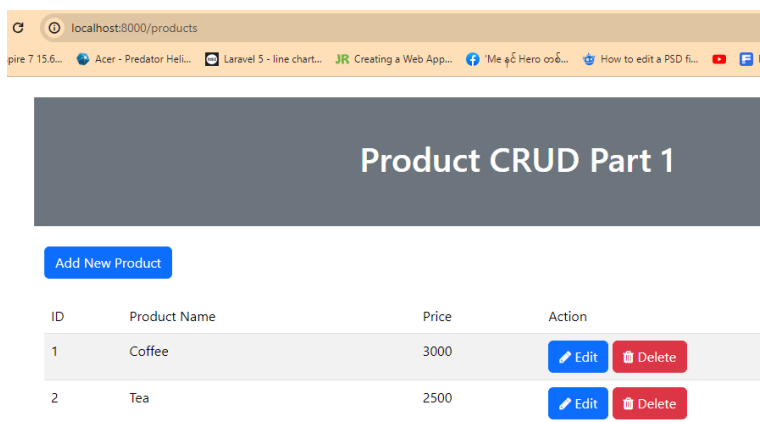 localhost:8000/products
pire 7 15.6... Acer - Predator Heli... Laravel 5 - line chart... JR Creating a Web App... 'Me နှင့် Hero တစ်... How to edit a PSD fi...
Product CRUD Part 1
Add New Product
ID Product Name Price Action
1 Coffee 3000 Edit Delete
2 Tea 2500 Edit Delete